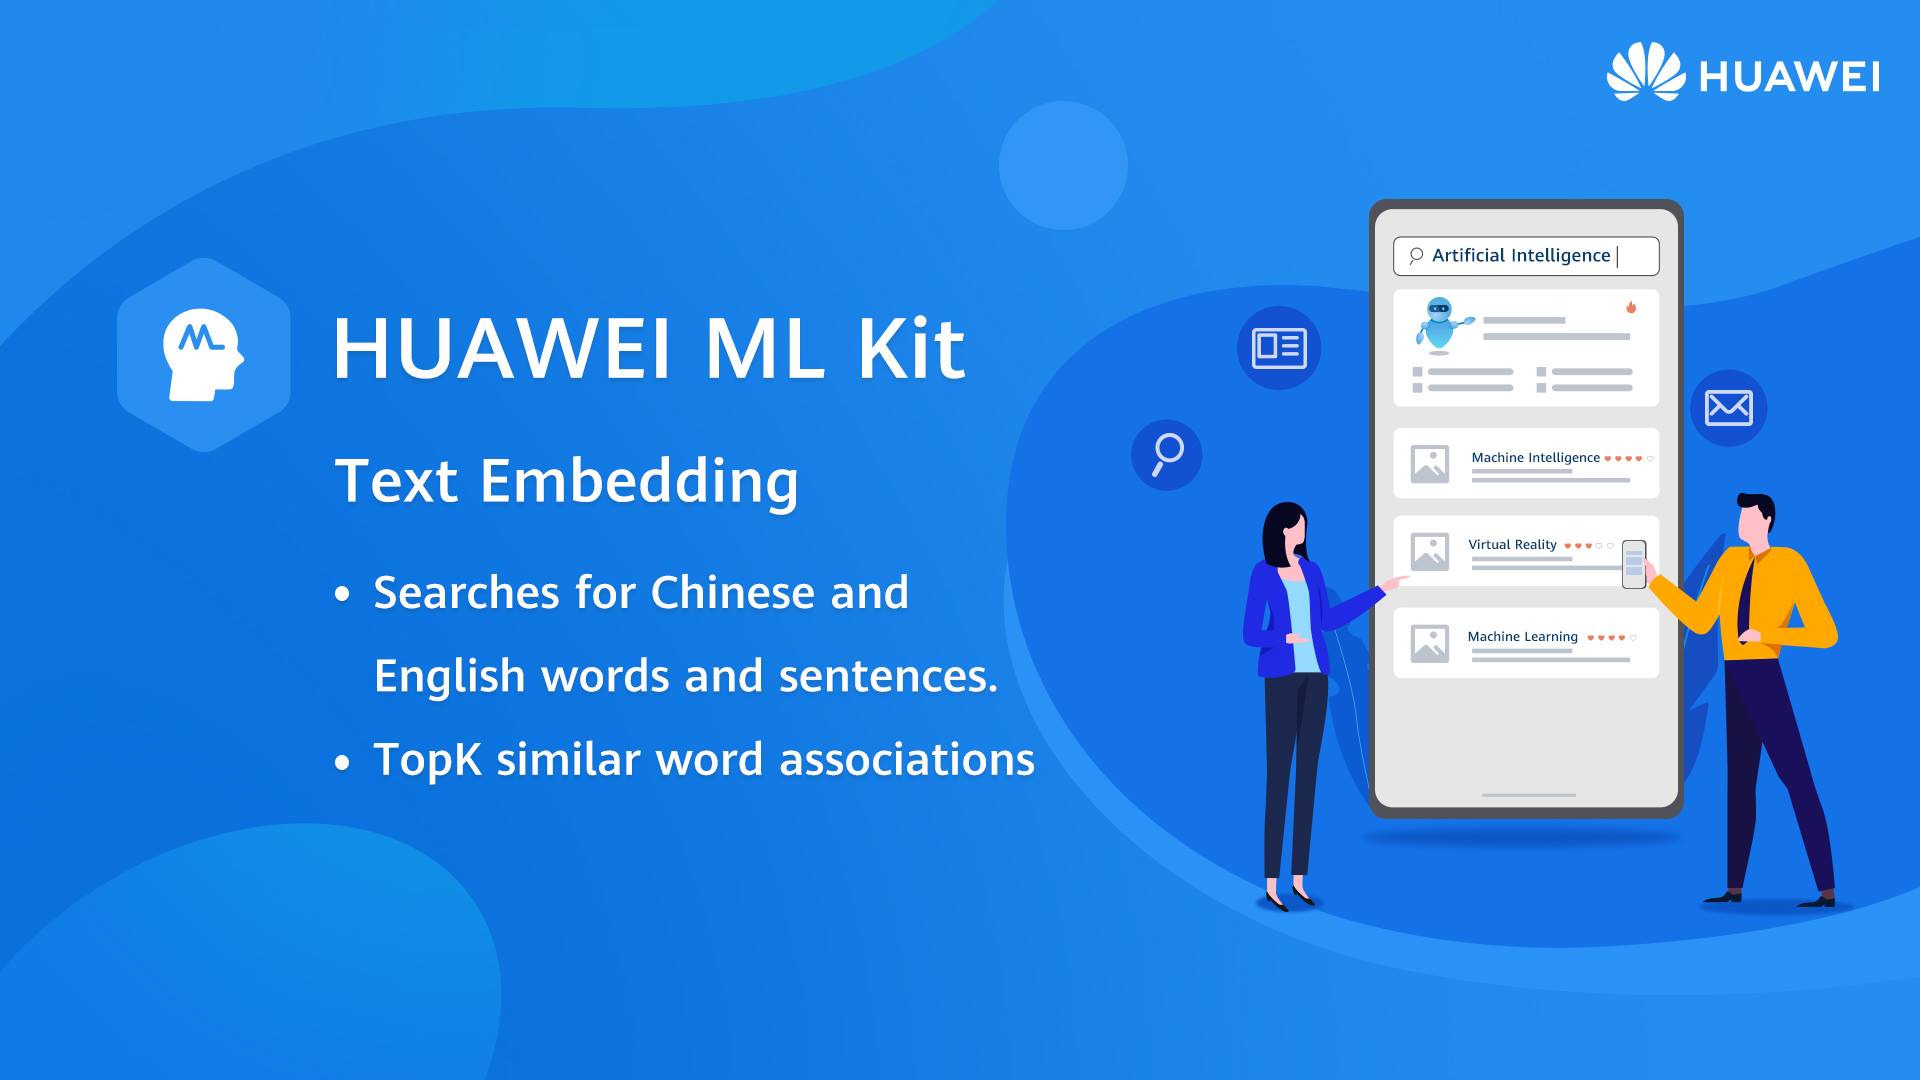 HUAWEI
HUAWEI ML Kit
Text Embedding
• Searches for Chinese and
English words and sentences.
• TopK similar word associations
Artificial Intelligence
Machine Intelligence
Virtual Reality
Machine Learning